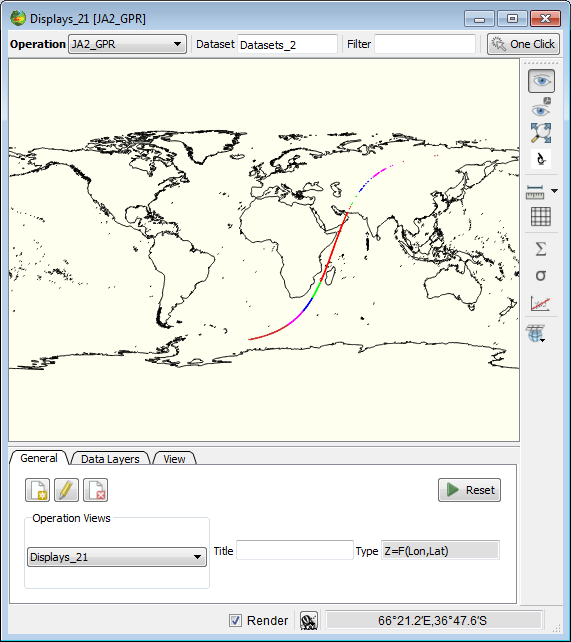 Displays_21 [JA2_GPR]
Operation JA2_GPR Dataset Datasets_2 Filter One Click
Σ
σ
General Data Layers View
Reset
Operation Views
Displays_21 Title Type Z=F(Lon,Lat)
Render 66°21.2'E,36°47.6'S